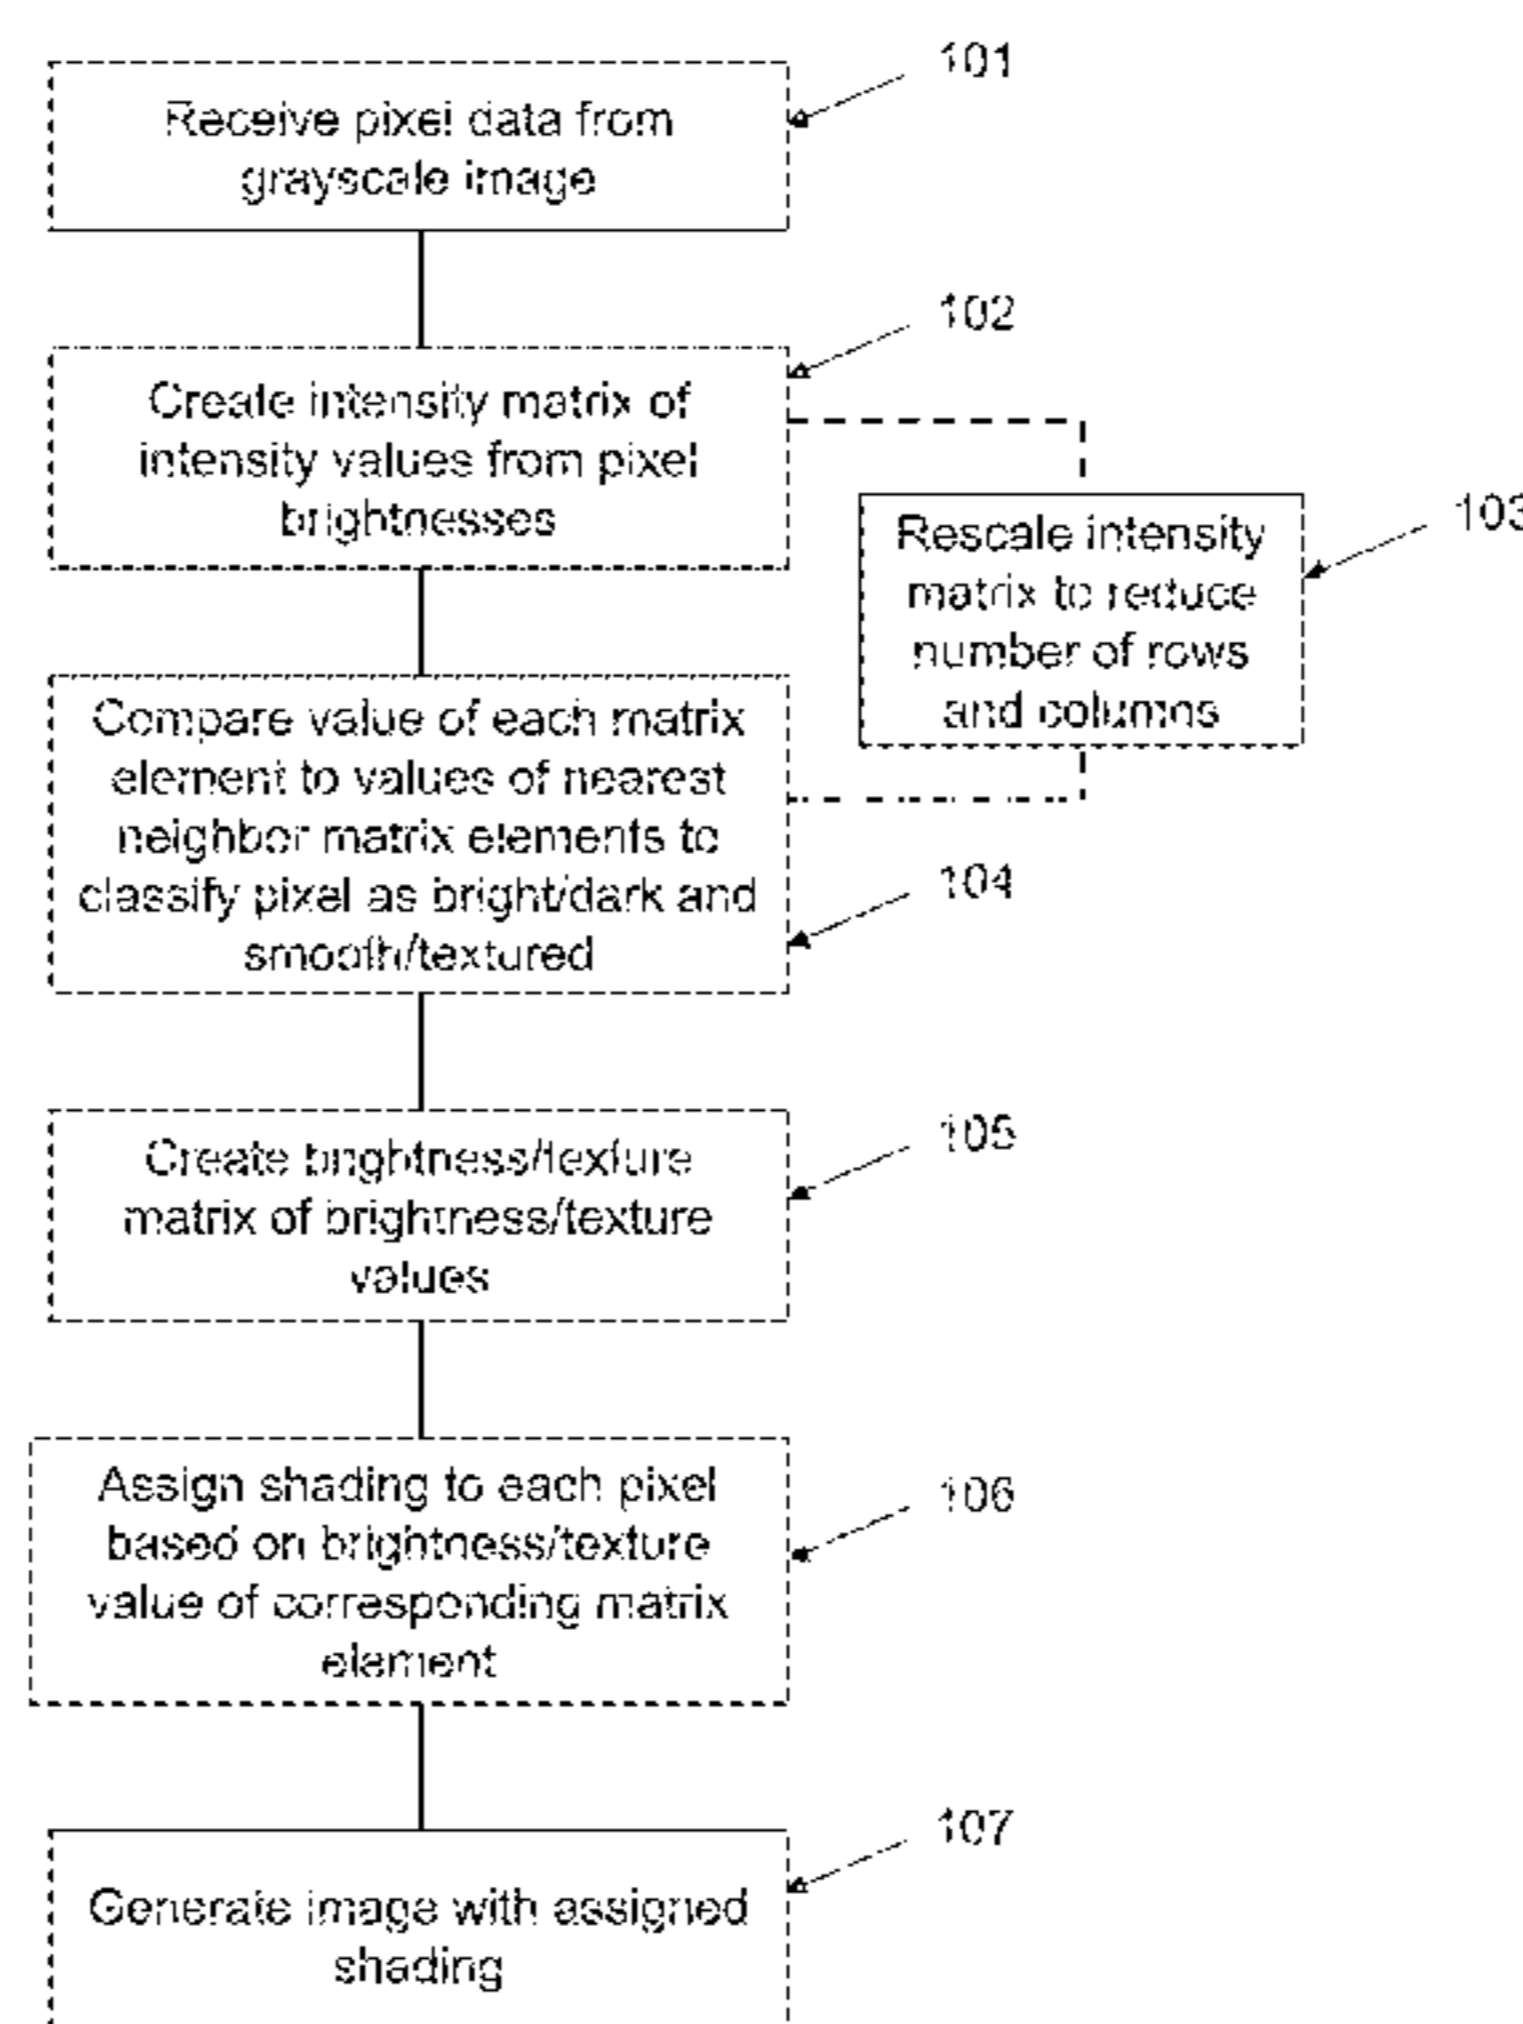 101
Receive pixel data from
grayscale image
102
Create intensity matrix of
intensity values from pixel
brightnesses
103
Rescale intensity
matrix to reduce
number of rows
and columns
Compare value of each matrix
element to values of nearest
neighbor matrix elements to
classify pixel as bright/dark and
smooth/textured
104
105
Create brightness/texture
matrix of brightness/texture
values
106
Assign shading to each pixel
based on brightness/texture
value of corresponding matrix
element
107
Generate image with assigned
shading